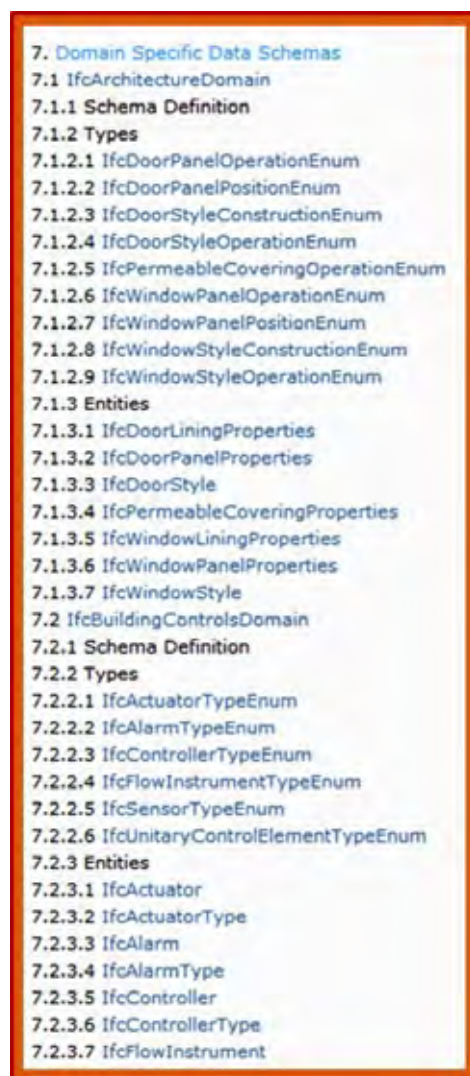 7. Domain Specific Data Schemas
7.1 IfcArchitectureDomain
7.1.1 Schema Definition
7.1.2 Types
7.1.2.1 IfcDoorPanelOperationEnum
7.1.2.2 IfcDoorPanelPositionEnum
7.1.2.3 IfcDoorStyleConstructionEnum
7.1.2.4 IfcDoorStyleOperationEnum
7.1.2.5 IfcPermeableCoveringOperationEnum
7.1.2.6 IfcWindowPanelOperationEnum
7.1.2.7 IfcWindowPanelPositionEnum
7.1.2.8 IfcWindowStyleConstructionEnum
7.1.2.9 IfcWindowStyleOperationEnum
7.1.3 Entities
7.1.3.1 IfcDoorLiningProperties
7.1.3.2 IfcDoorPanelProperties
7.1.3.3 IfcDoorStyle
7.1.3.4 IfcPermeableCoveringProperties
7.1.3.5 IfcWindowLiningProperties
7.1.3.6 IfcWindowPanelProperties
7.1.3.7 IfcWindowStyle
7.2 IfcBuildingControlsDomain
7.2.1 Schema Definition
7.2.2 Types
7.2.2.1 IfcActuatorTypeEnum
7.2.2.2 IfcAlarmTypeEnum
7.2.2.3 IfcControllerTypeEnum
7.2.2.4 IfcFlowInstrumentTypeEnum
7.2.2.5 IfcSensorTypeEnum
7.2.2.6 IfcUnitaryControlElementTypeEnum
7.2.3 Entities
7.2.3.1 IfcActuator
7.2.3.2 IfcActuatorType
7.2.3.3 IfcAlarm
7.2.3.4 IfcAlarmType
7.2.3.5 IfcController
7.2.3.6 IfcControllerType
7.2.3.7 IfcFlowInstrument